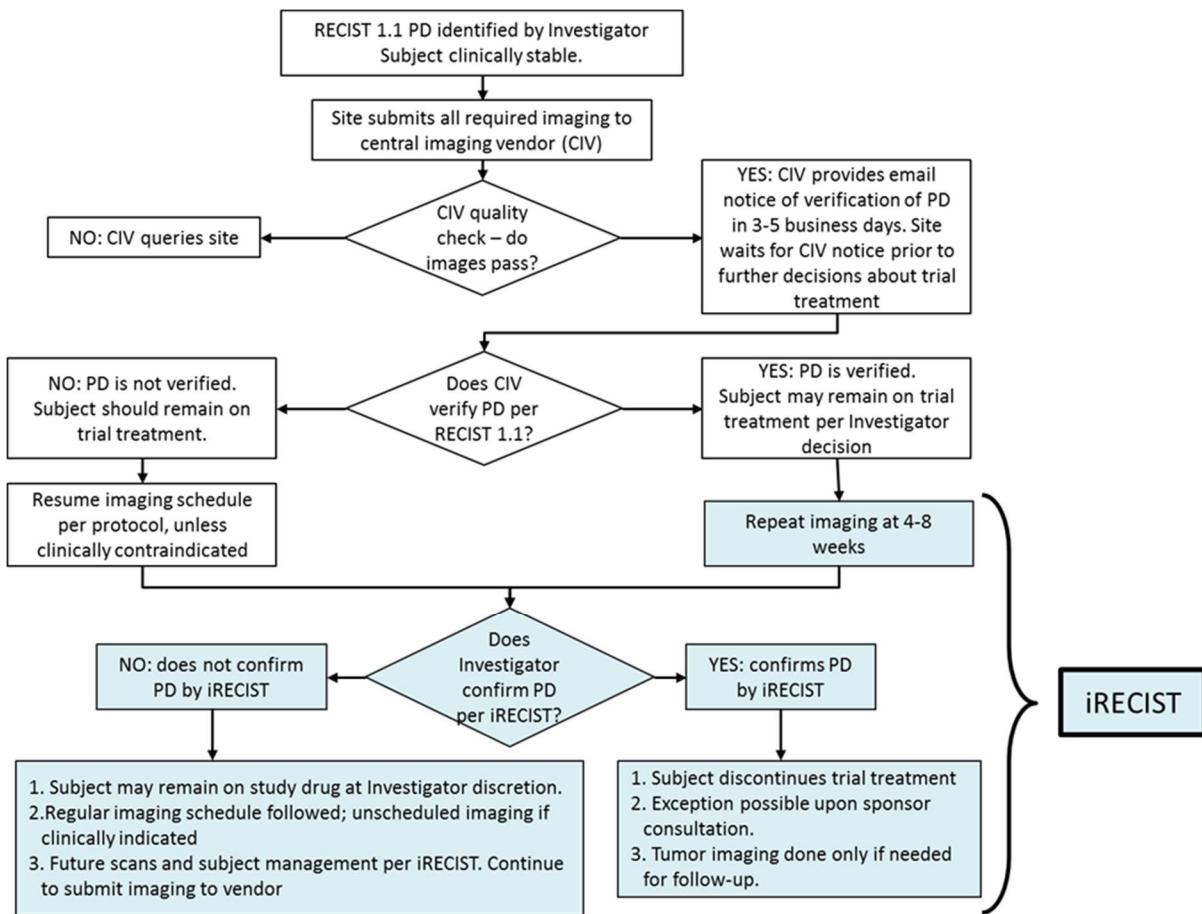 RECIST 1.1 PD identified by Investigator
Subject clinically stable.
Site submits all required imaging to
central imaging vendor (CIV)
CIV quality
check – do
images pass?
NO: CIV queries site
YES: CIV provides email
notice of verification of PD
in 3-5 business days. Site
waits for CIV notice prior to
further decisions about trial
treatment
NO: PD is not verified.
Subject should remain on
trial treatment.
Does CIV
verify PD per
RECIST 1.1?
YES: PD is verified.
Subject may remain on trial
treatment per Investigator
decision
Resume imaging schedule
per protocol, unless
clinically contraindicated
Repeat imaging at 4-8
weeks
NO: does not confirm
PD by iRECIST
Does
Investigator
confirm PD
per iRECIST?
YES: confirms PD
by iRECIST
iRECIST
1. Subject may remain on study drug at Investigator discretion.
2.Regular imaging schedule followed; unscheduled imaging if
clinically indicated
3. Future scans and subject management per iRECIST. Continue
to submit imaging to vendor
1. Subject discontinues trial treatment
2. Exception possible upon sponsor
consultation.
3. Tumor imaging done only if needed
for follow-up.